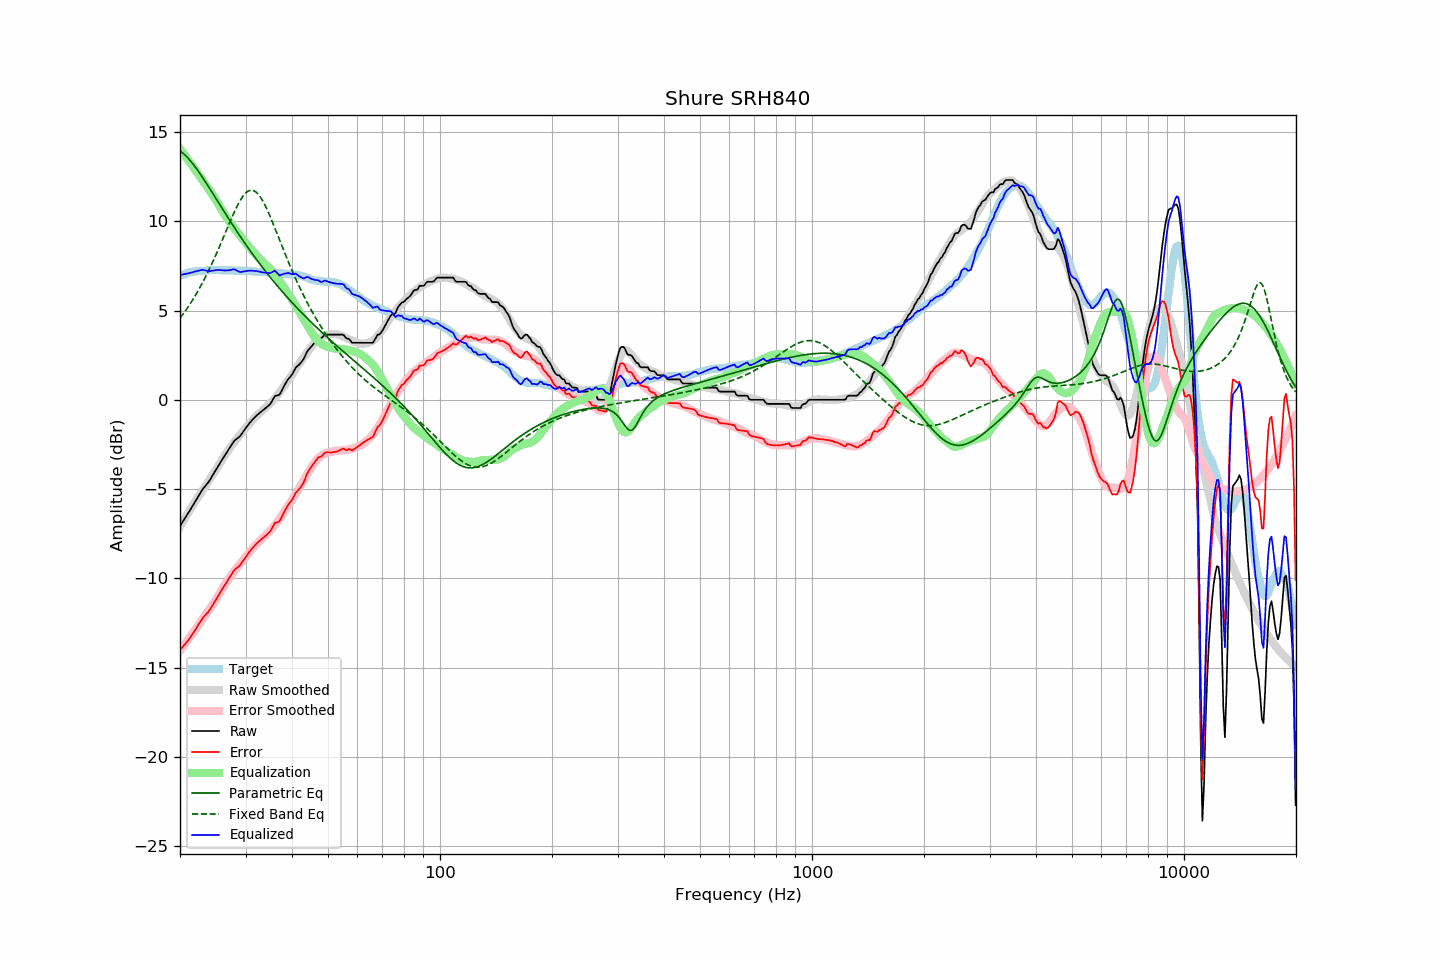 Shure SRH840
15
10
5
0
−5
−10
−15
−20
−25
Amplitude (dBr)
Target
Raw Smoothed
Error Smoothed
Raw
Error
Equalization
Parametric Eq
Fixed Band Eq
Equalized
100
1000
10000
Frequency (Hz)